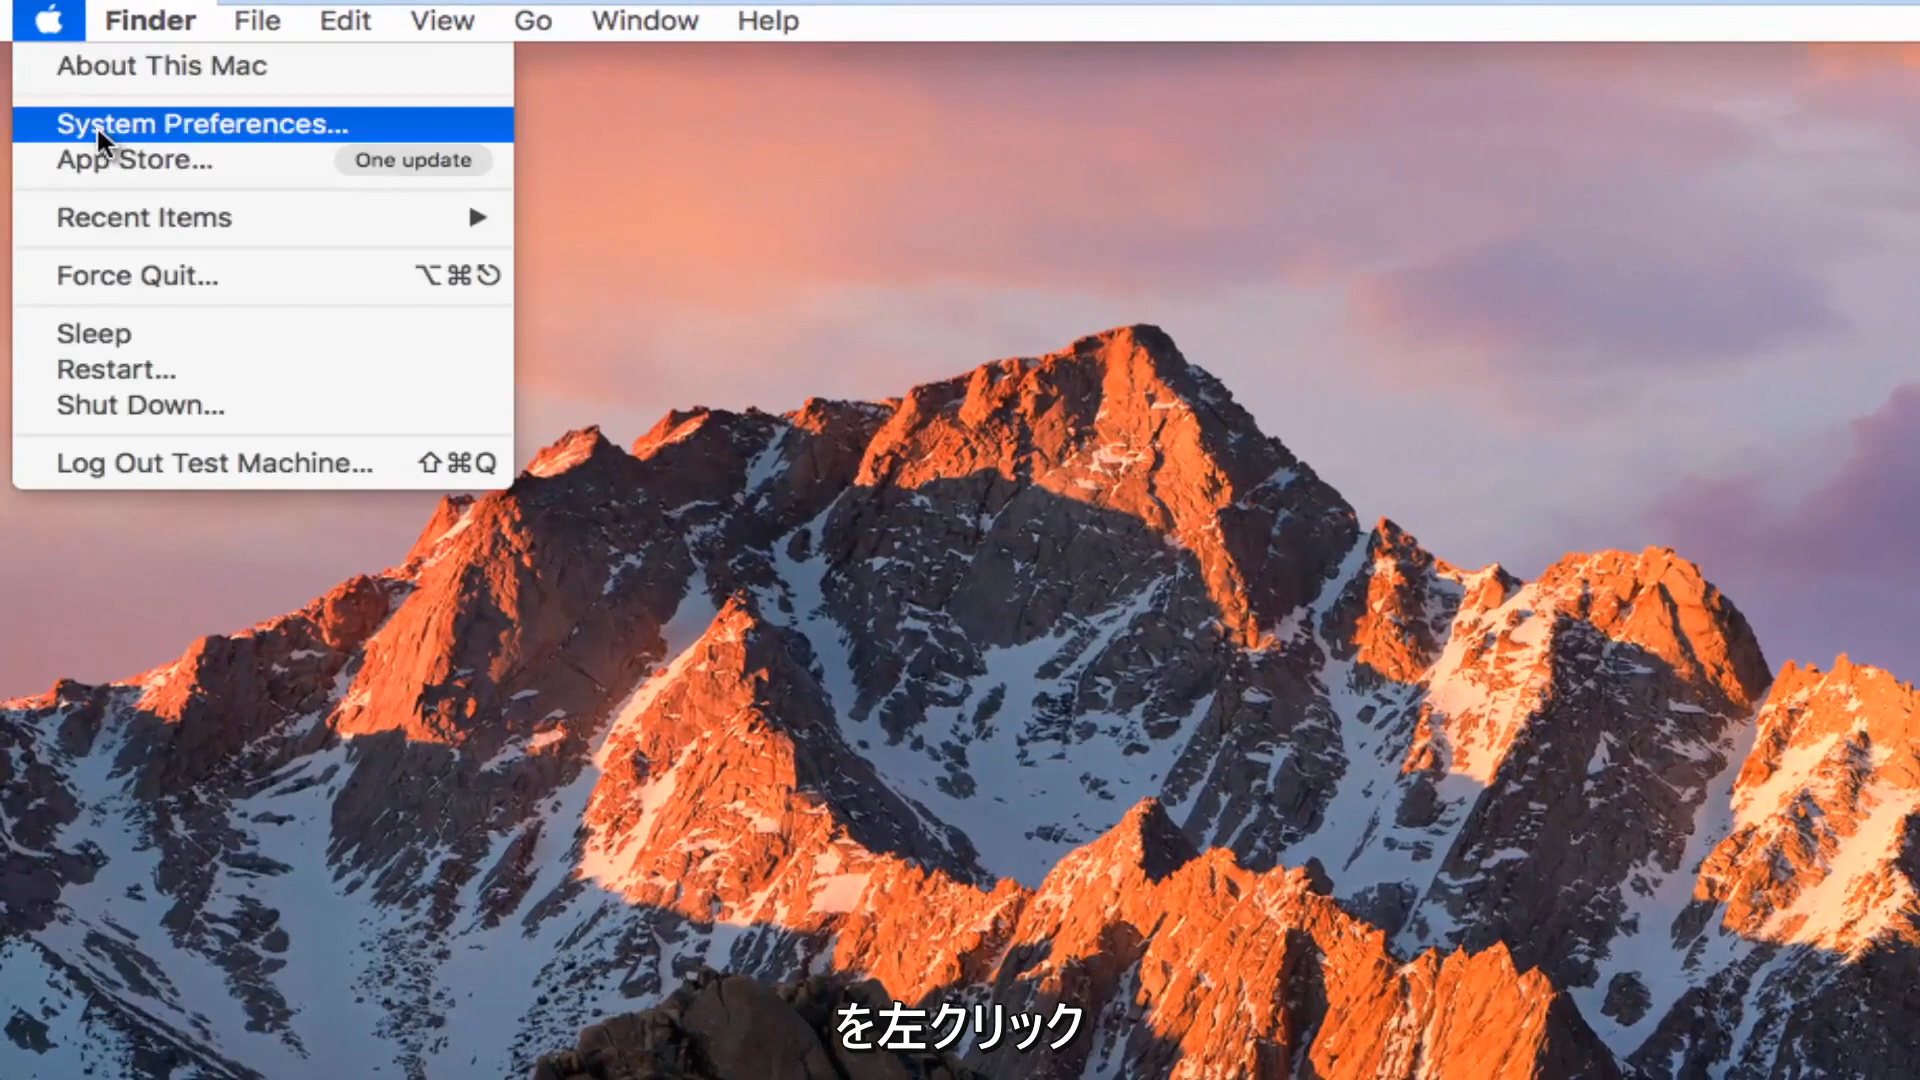 Finder File Edit View Go Window Help
About This Mac
System Preferences...
App Store... One update
Recent Items ▶
Force Quit... ⌥⌘⎋
Sleep
Restart...
Shut Down...
Log Out Test Machine... ⇧⌘Q
を左クリック